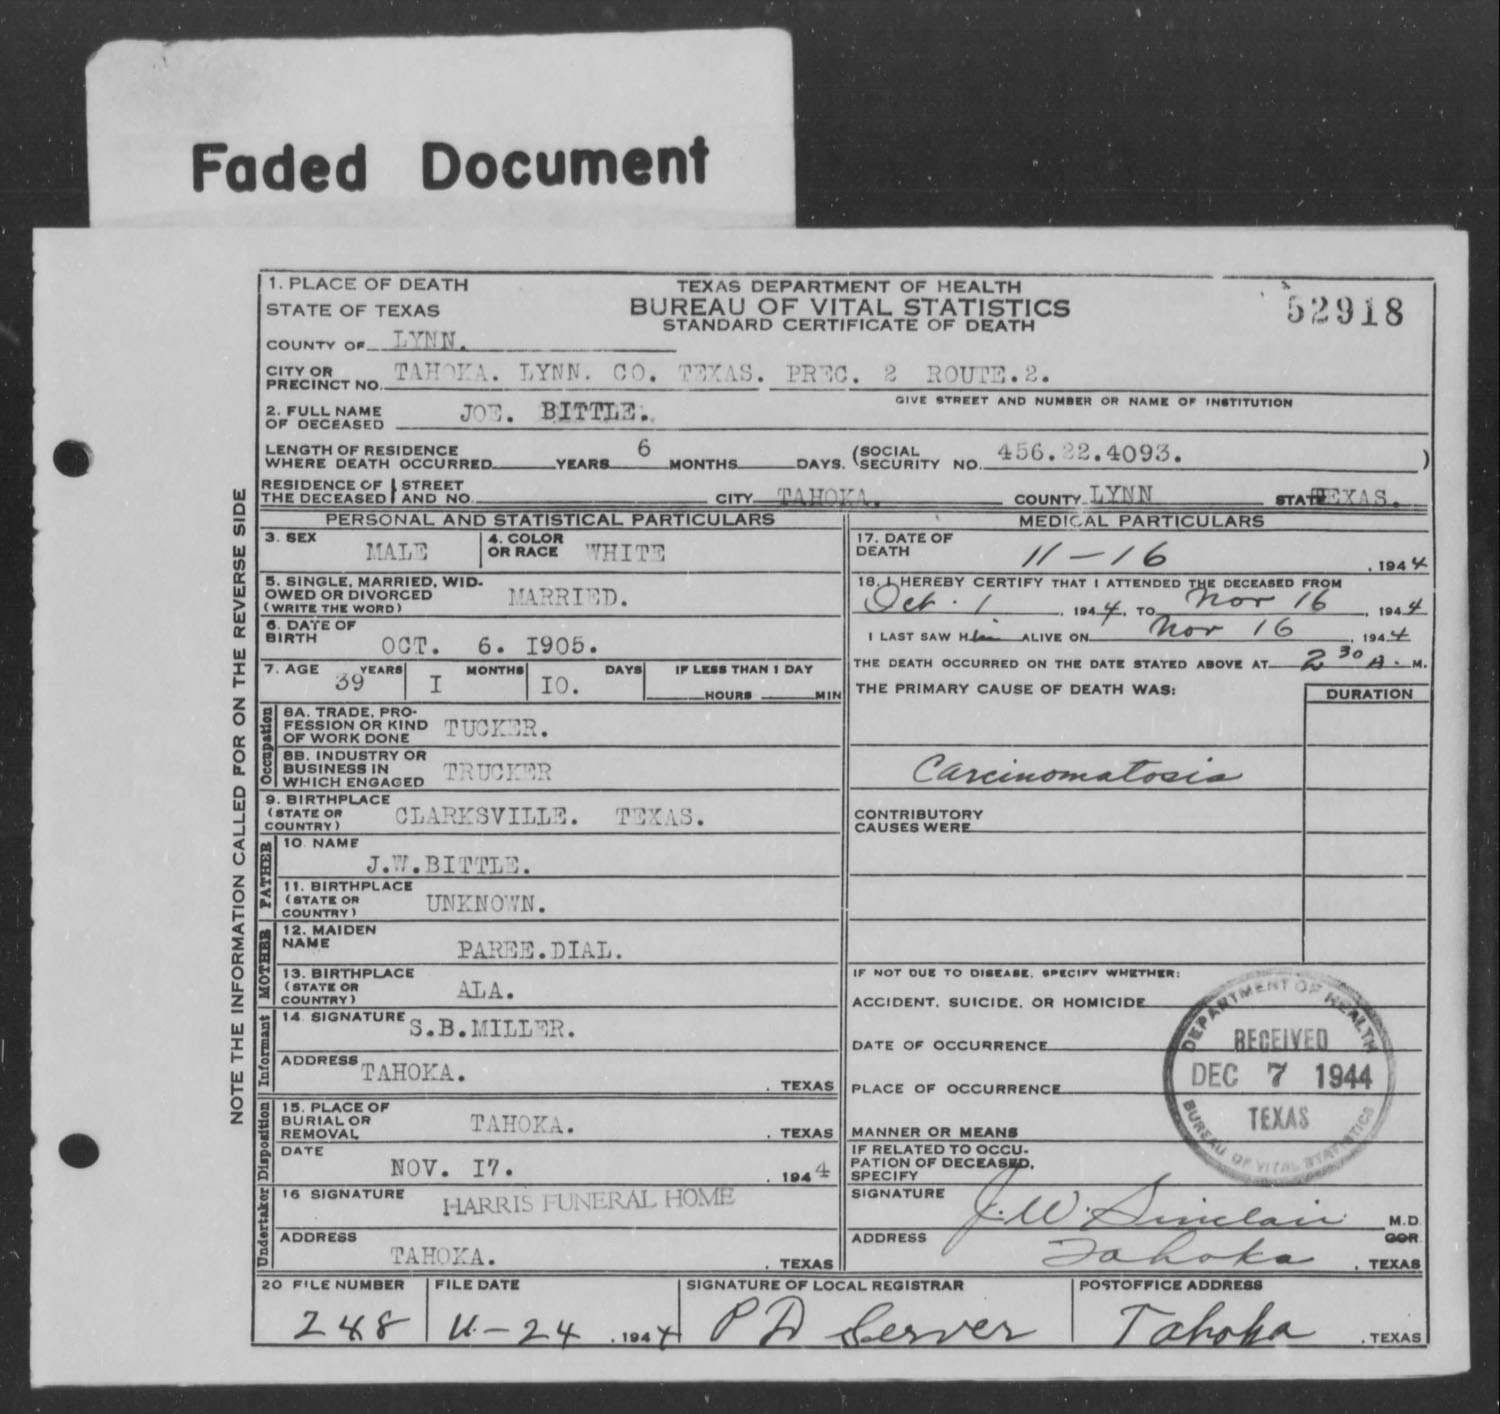 Faded Document
1. PLACE OF DEATH
STATE OF TEXAS
COUNTY OF LYNN.
TEXAS DEPARTMENT OF HEALTH
BUREAU OF VITAL STATISTICS
STANDARD CERTIFICATE OF DEATH
52918
CITY OR
PRECINCT NO. TAHOKA. LYNN. CO. TEXAS. PREC. 2 ROUTE.2.
GIVE STREET AND NUMBER OR NAME OF INSTITUTION
2. FULL NAME
OF DECEASED JOE. BITTLE.
LENGTH OF RESIDENCE
WHERE DEATH OCCURRED YEARS 6 MONTHS DAYS. (SOCIAL
SECURITY NO. 456.22.4093. )
RESIDENCE OF STREET
THE DECEASED AND NO. CITY TAHOKA. COUNTY LYNN STATE TEXAS.
NOTE THE INFORMATION CALLED FOR ON THE REVERSE SIDE
PERSONAL AND STATISTICAL PARTICULARS
3. SEX MALE
4. COLOR
OR RACE WHITE
5. SINGLE, MARRIED, WID-
OWED OR DIVORCED
(WRITE THE WORD) MARRIED.
6. DATE OF
BIRTH OCT. 6. I905.
7. AGE 39 YEARS I MONTHS IO. DAYS IF LESS THAN 1 DAY
HOURS MIN
Occupation
8A. TRADE, PRO-
FESSION OR KIND
OF WORK DONE TUCKER.
8B. INDUSTRY OR
BUSINESS IN
WHICH ENGAGED TRUCKER
9. BIRTHPLACE
(STATE OR
COUNTRY) CLARKSVILLE. TEXAS.
FATHER
10. NAME
J.W.BITTLE.
11. BIRTHPLACE
(STATE OR
COUNTRY) UNKNOWN.
MOTHER
12. MAIDEN
NAME PAREE.DIAL.
13. BIRTHPLACE
(STATE OR
COUNTRY) ALA.
Informant
14. SIGNATURE S.B.MILLER.
ADDRESS TAHOKA. , TEXAS
Disposition
15. PLACE OF
BURIAL OR
REMOVAL TAHOKA. , TEXAS
DATE NOV. I7. , 1944
Undertaker
16 SIGNATURE HARRIS FUNERAL HOME
ADDRESS
TAHOKA. , TEXAS
MEDICAL PARTICULARS
17. DATE OF
DEATH 11-16 , 1944
18. I HEREBY CERTIFY THAT I ATTENDED THE DECEASED FROM
Oct. 1 , 1944, TO Nov 16 , 1944
I LAST SAW Him ALIVE ON Nov 16 , 1944
THE DEATH OCCURRED ON THE DATE STATED ABOVE AT 2 30 A. M.
THE PRIMARY CAUSE OF DEATH WAS:
DURATION
Carcinomatosis
CONTRIBUTORY
CAUSES WERE
IF NOT DUE TO DISEASE, SPECIFY WHETHER:
ACCIDENT, SUICIDE, OR HOMICIDE
DATE OF OCCURRENCE
PLACE OF OCCURRENCE
MANNER OR MEANS
IF RELATED TO OCCU-
PATION OF DECEASED,
SPECIFY
DEPARTMENT OF HEALTH
RECEIVED
DEC 7 1944
TEXAS
BUREAU OF VITAL STATISTICS
SIGNATURE J. W. Sinclair M.D.
ADDRESS Tahoka COR. , TEXAS
20 FILE NUMBER
248
FILE DATE
11-24 , 1944
SIGNATURE OF LOCAL REGISTRAR
P D Server
POSTOFFICE ADDRESS
Tahoka , TEXAS